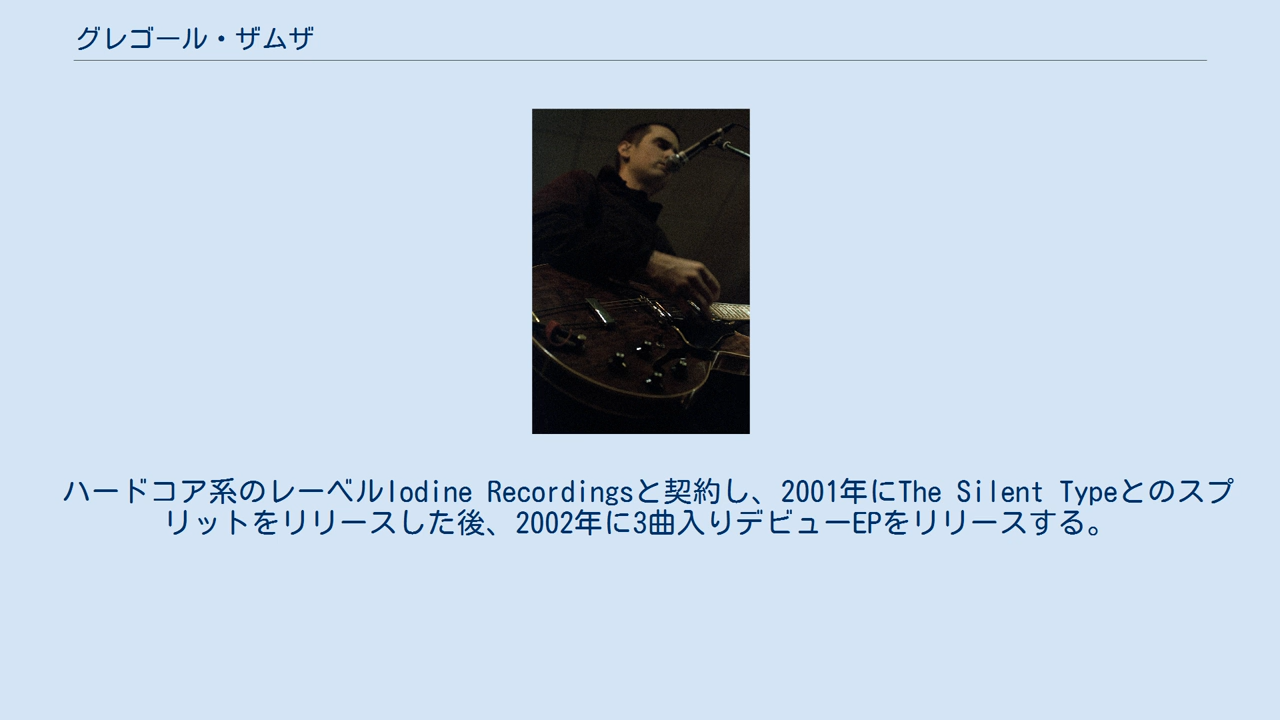 グレゴール・ザムザ
ハードコア系のレーベルIodine Recordingsと契約し、2001年にThe Silent Typeとのスプ
リットをリリースした後、2002年に3曲入りデビューEPをリリースする。